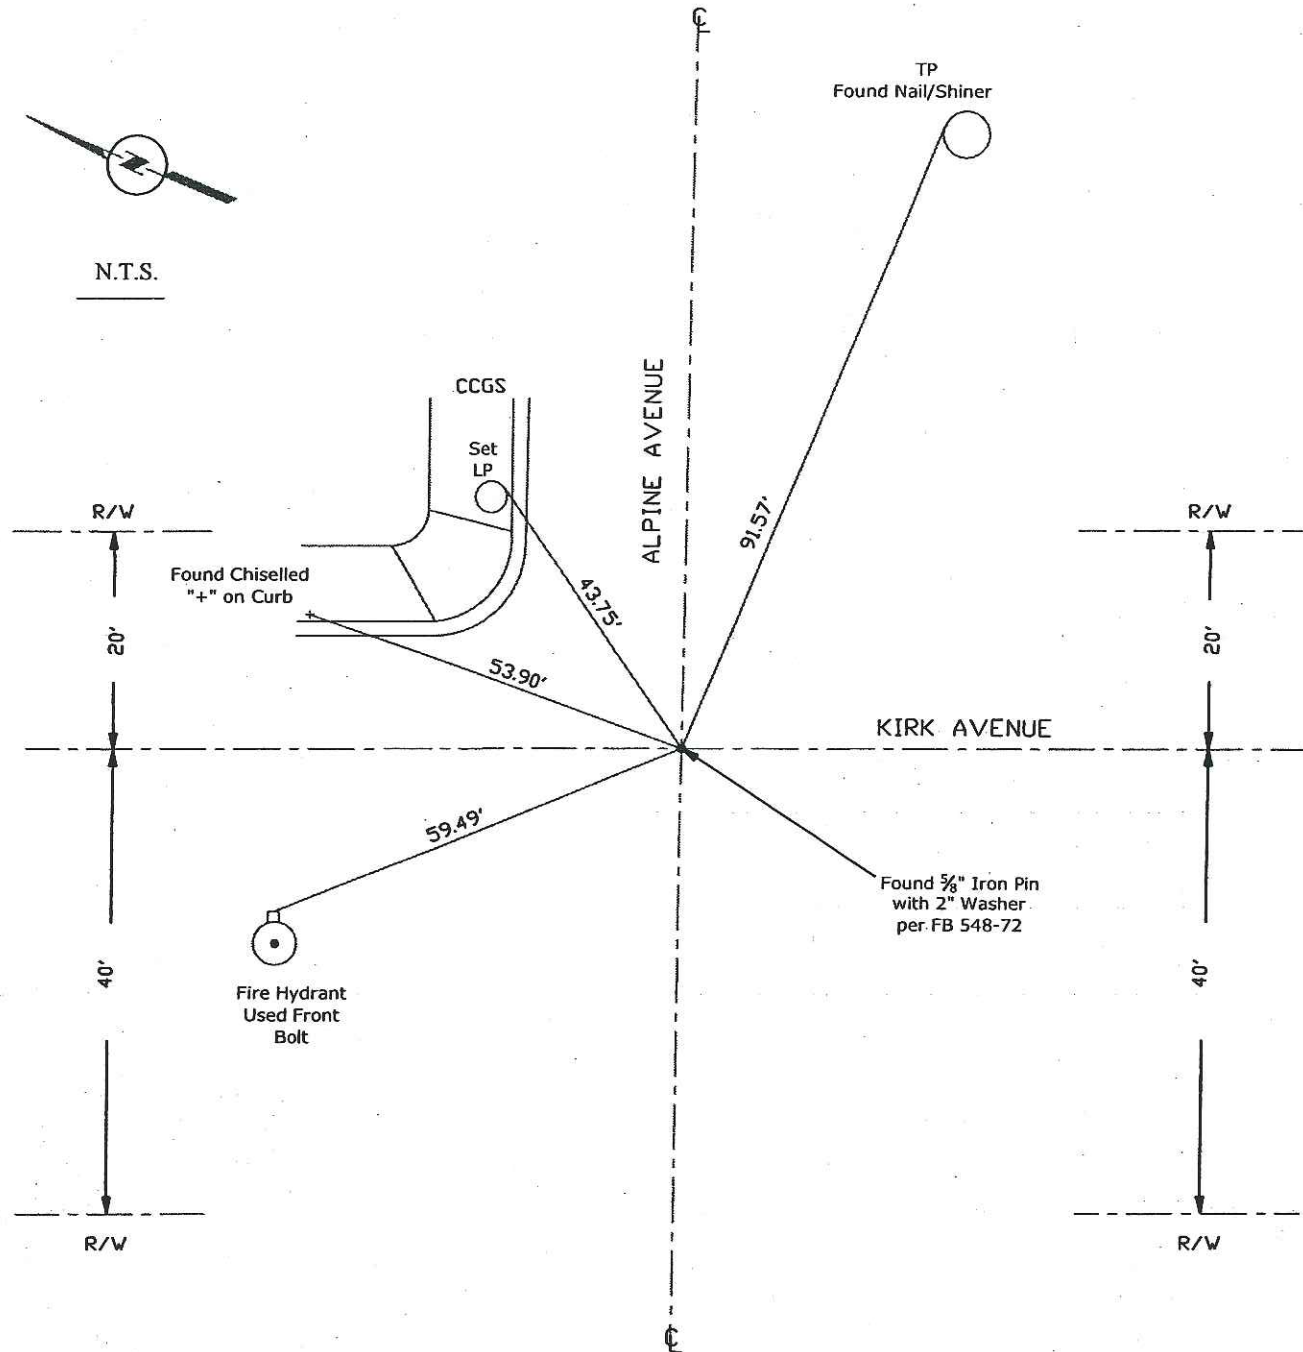 ℄
TP
Found Nail/Shiner
N.T.S.
CCGS
Set
LP
ALPINE AVENUE
91.57'
R/W
R/W
Found Chiselled
"+" on Curb
43.75'
20'
20'
53.90'
KIRK AVENUE
59.49'
Found ⅝" Iron Pin
with 2" Washer
per FB 548-72
40'
40'
Fire Hydrant
Used Front
Bolt
R/W
R/W
℄